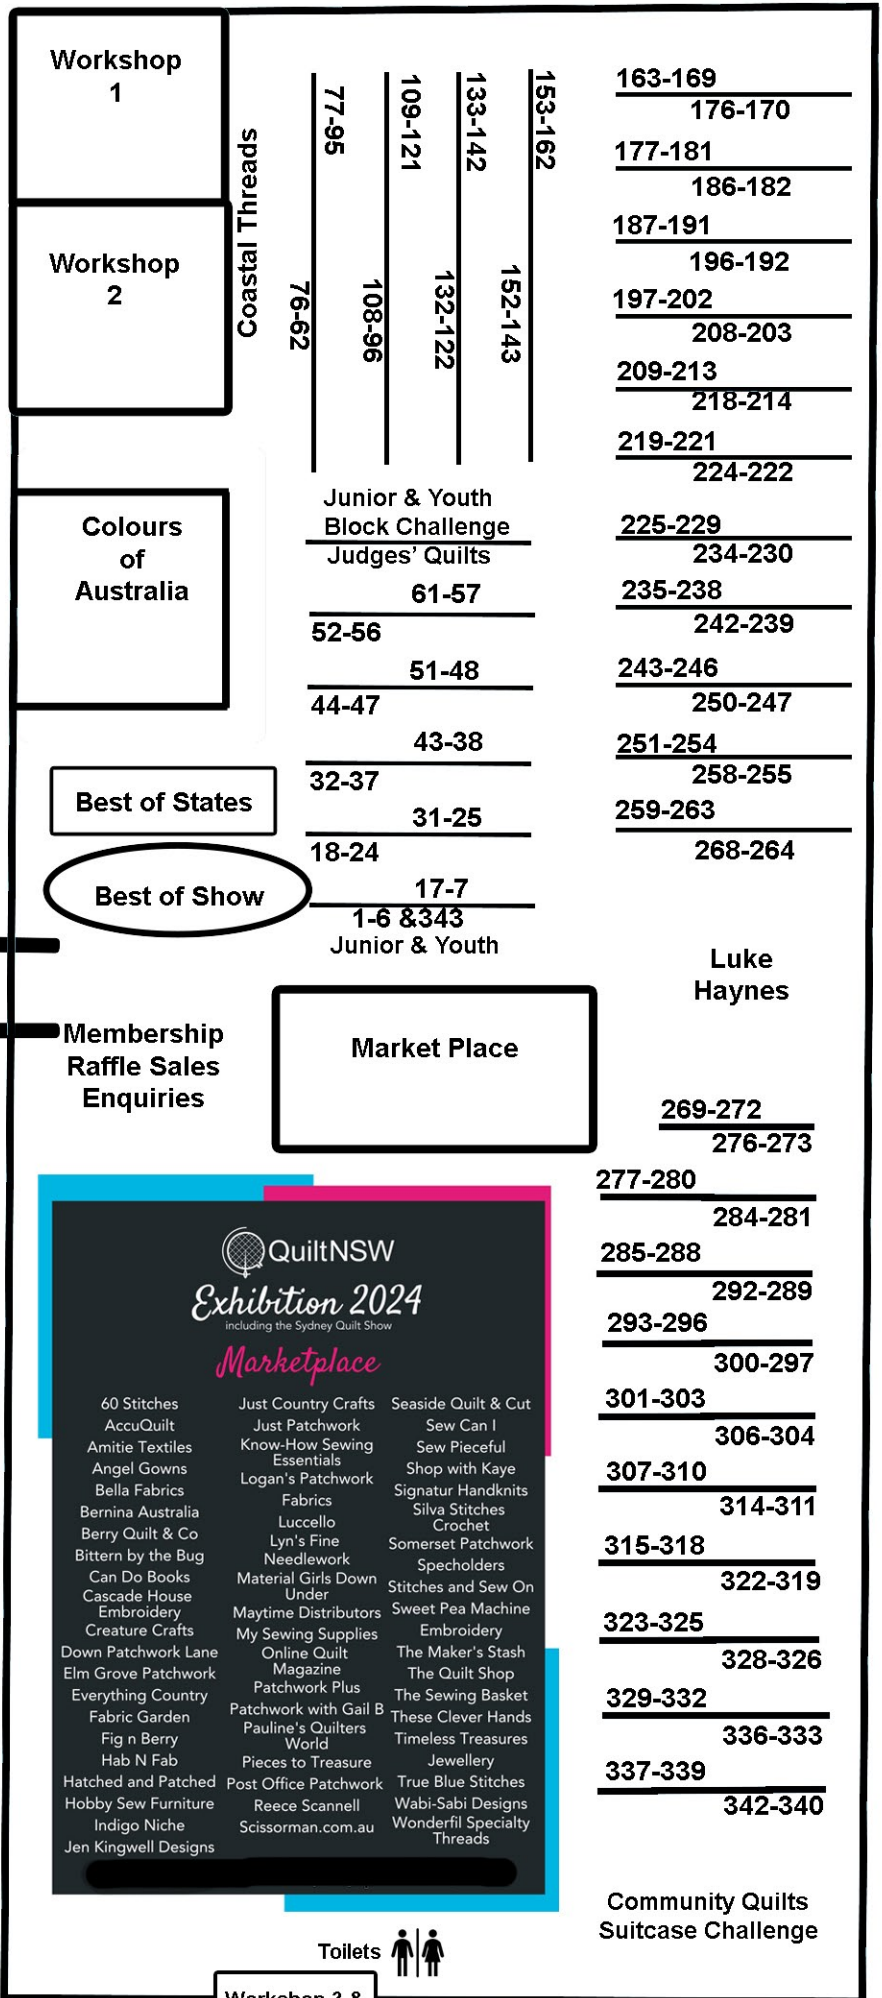 Workshop
1
Workshop
2
Coastal Threads
77-95
109-121
133-142
153-162
76-62
108-96
132-122
152-143
Colours
of
Australia
Junior & Youth
Block Challenge
Judges’ Quilts
61-57
52-56
51-48
44-47
43-38
32-37
31-25
18-24
17-7
1-6 &343
Junior & Youth
Best of States
Best of Show
163-169
176-170
177-181
186-182
187-191
196-192
197-202
208-203
209-213
218-214
219-221
224-222
225-229
234-230
235-238
242-239
243-246
250-247
251-254
258-255
259-263
268-264
Luke
Haynes
Membership
Raffle Sales
Enquiries
Market Place
269-272
276-273
277-280
284-281
285-288
292-289
293-296
300-297
301-303
306-304
307-310
314-311
315-318
322-319
323-325
328-326
329-332
336-333
337-339
342-340
QuiltNSW
Exhibition 2024
including the Sydney Quilt Show
Marketplace
60 Stitches
AccuQuilt
Amitie Textiles
Angel Gowns
Bella Fabrics
Bernina Australia
Berry Quilt & Co
Bittern by the Bug
Can Do Books
Cascade House
Embroidery
Creature Crafts
Down Patchwork Lane
Elm Grove Patchwork
Everything Country
Fabric Garden
Fig n Berry
Hab N Fab
Hatched and Patched
Hobby Sew Furniture
Indigo Niche
Jen Kingwell Designs
Just Country Crafts
Just Patchwork
Know-How Sewing
Essentials
Logan's Patchwork
Fabrics
Luccello
Lyn's Fine
Needlework
Material Girls Down
Under
Maytime Distributors
My Sewing Supplies
Online Quilt
Magazine
Patchwork Plus
Patchwork with Gail B
Pauline's Quilters
World
Pieces to Treasure
Post Office Patchwork
Reece Scannell
Scissorman.com.au
Seaside Quilt & Cut
Sew Can I
Sew Pieceful
Shop with Kaye
Signatur Handknits
Silva Stitches
Crochet
Somerset Patchwork
Specholders
Stitches and Sew On
Sweet Pea Machine
Embroidery
The Maker's Stash
The Quilt Shop
The Sewing Basket
These Clever Hands
Timeless Treasures
Jewellery
True Blue Stitches
Wabi-Sabi Designs
Wonderfil Specialty
Threads
Community Quilts
Suitcase Challenge
Toilets
Workshop 3 &